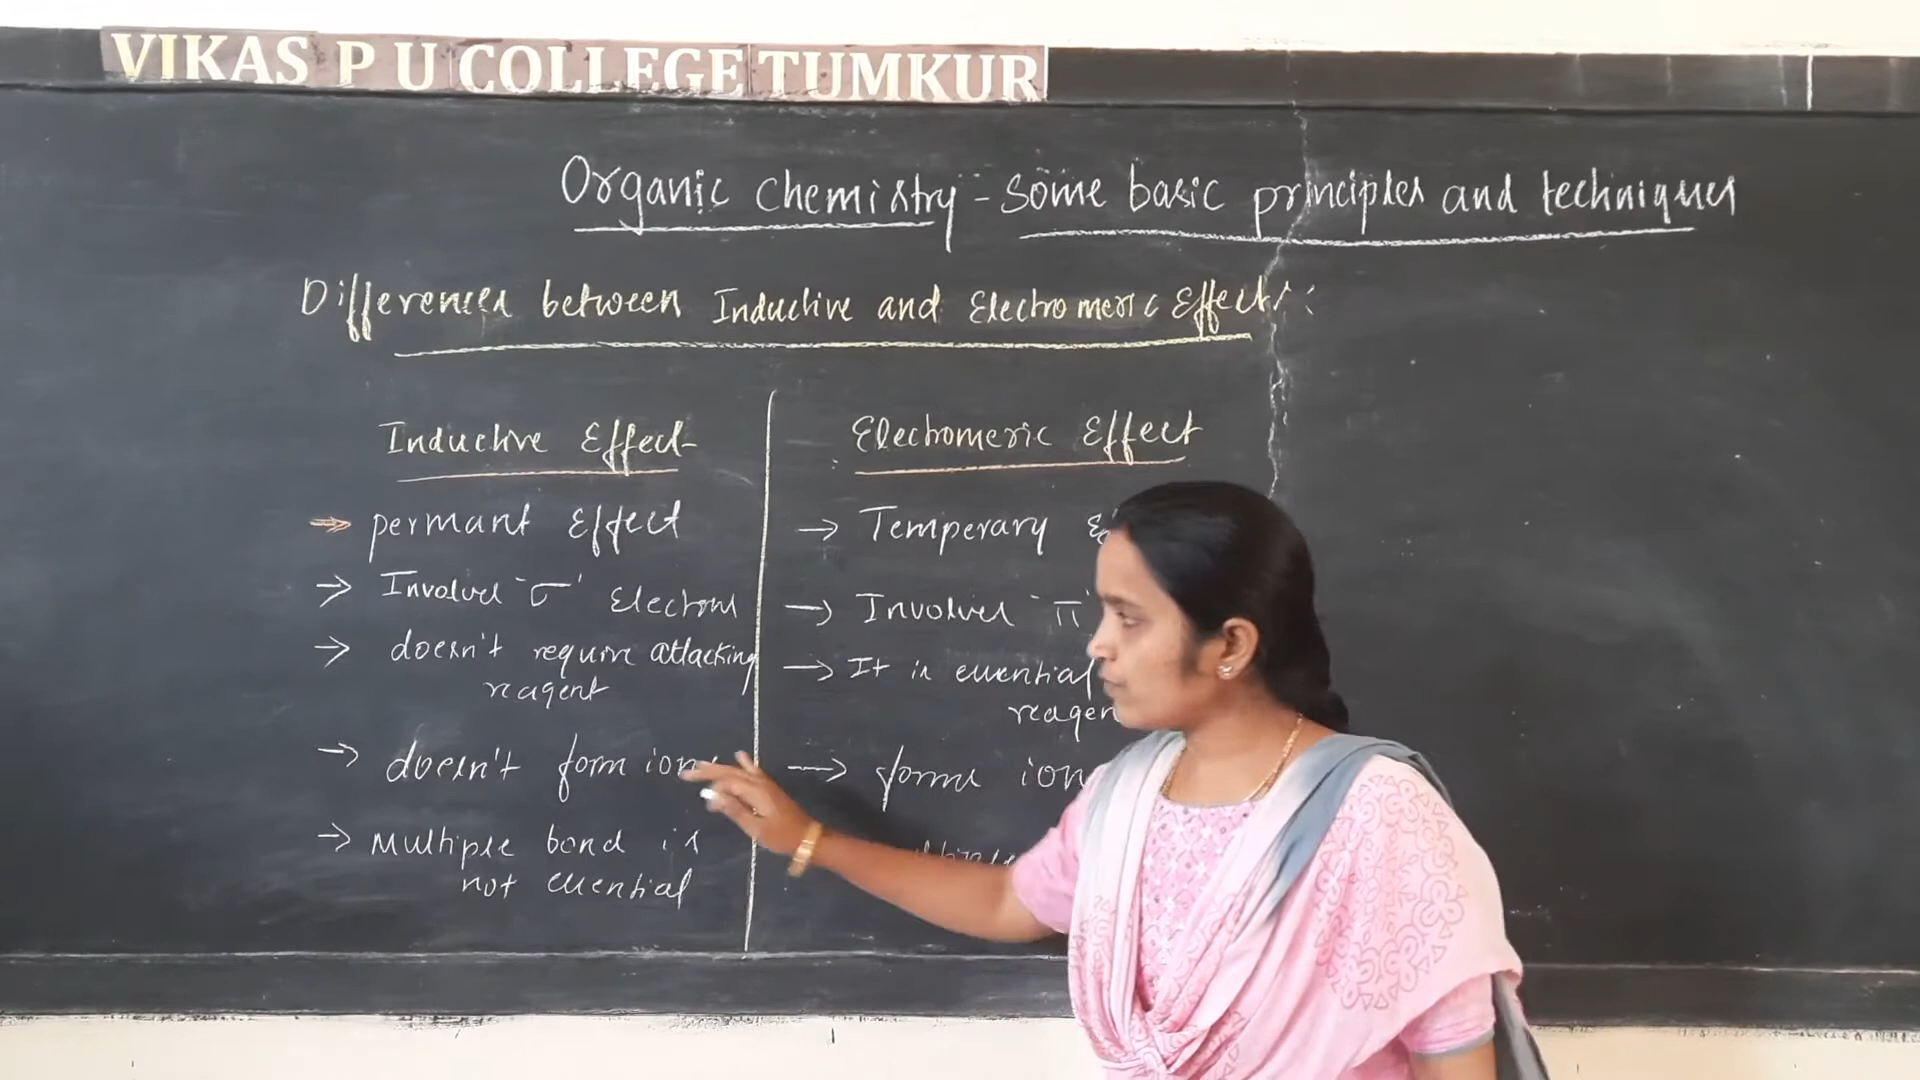 VIKAS P U COLLEGE TUMKUR
Organic Chemistry - Some basic principles and techniques
Differences between Inductive and Electromeric Effects:
Inductive Effect
→ permant Effect
→ Involves 'σ' Electrons
→ doesn't require attacking
reagent
→ doesn't form ions
→ Multiple bond is
not essential
Electromeric Effect
→ Temperary
→ Involves 'π'
→ It is essential
→ forms